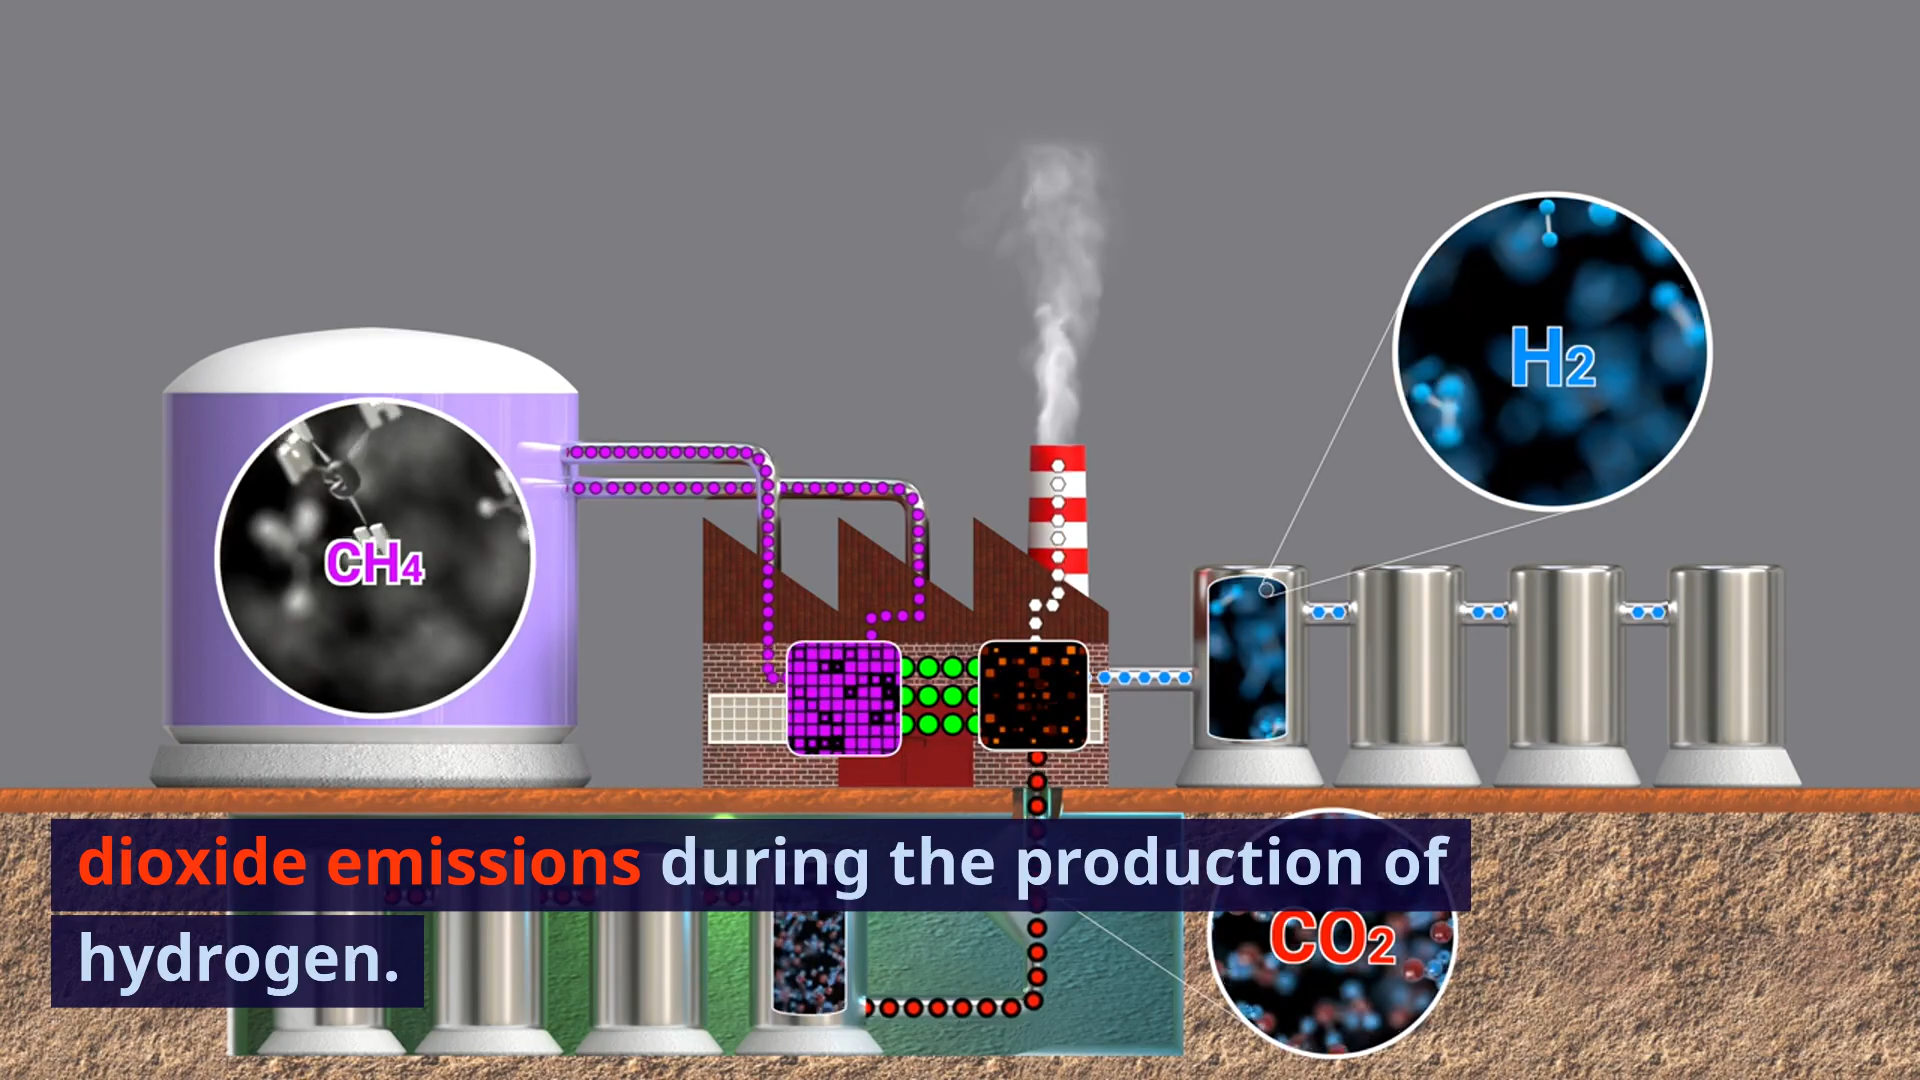 H2
CH4
dioxide emissions during the production of
hydrogen.
CO2